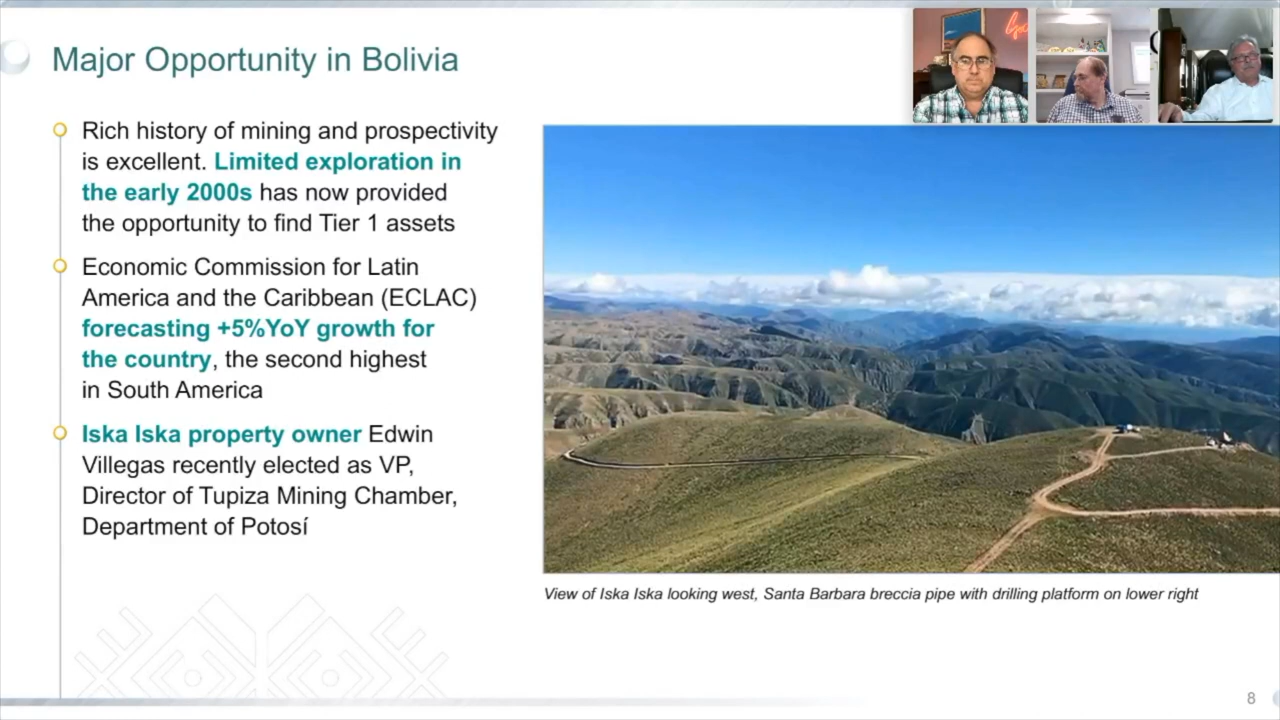 Major Opportunity in Bolivia
Rich history of mining and prospectivity
is excellent. Limited exploration in
the early 2000s has now provided
the opportunity to find Tier 1 assets
Economic Commission for Latin
America and the Caribbean (ECLAC)
forecasting +5%YoY growth for
the country, the second highest
in South America
Iska Iska property owner Edwin
Villegas recently elected as VP,
Director of Tupiza Mining Chamber,
Department of Potosí
View of Iska Iska looking west, Santa Barbara breccia pipe with drilling platform on lower right
8